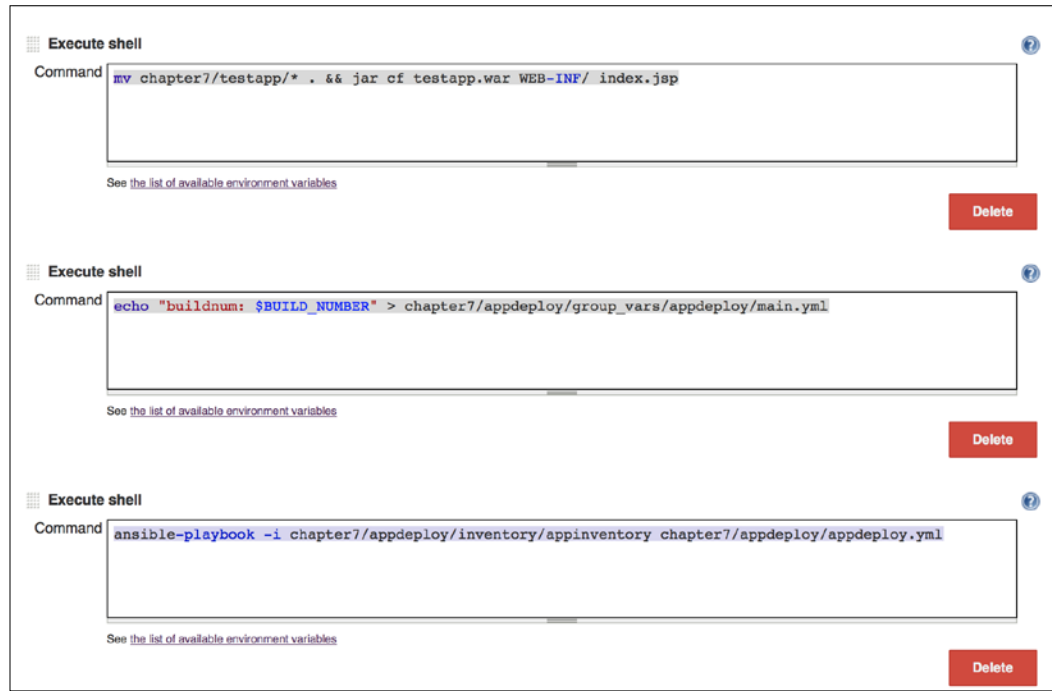 Execute shell
?
Command mv chapter7/testapp/* . && jar cf testapp.war WEB-INF/ index.jsp
See the list of available environment variables
Delete
Execute shell
?
Command echo "buildnum: $BUILD_NUMBER" > chapter7/appdeploy/group_vars/appdeploy/main.yml
See the list of available environment variables
Delete
Execute shell
?
Command ansible-playbook -i chapter7/appdeploy/inventory/appinventory chapter7/appdeploy/appdeploy.yml
See the list of available environment variables
Delete